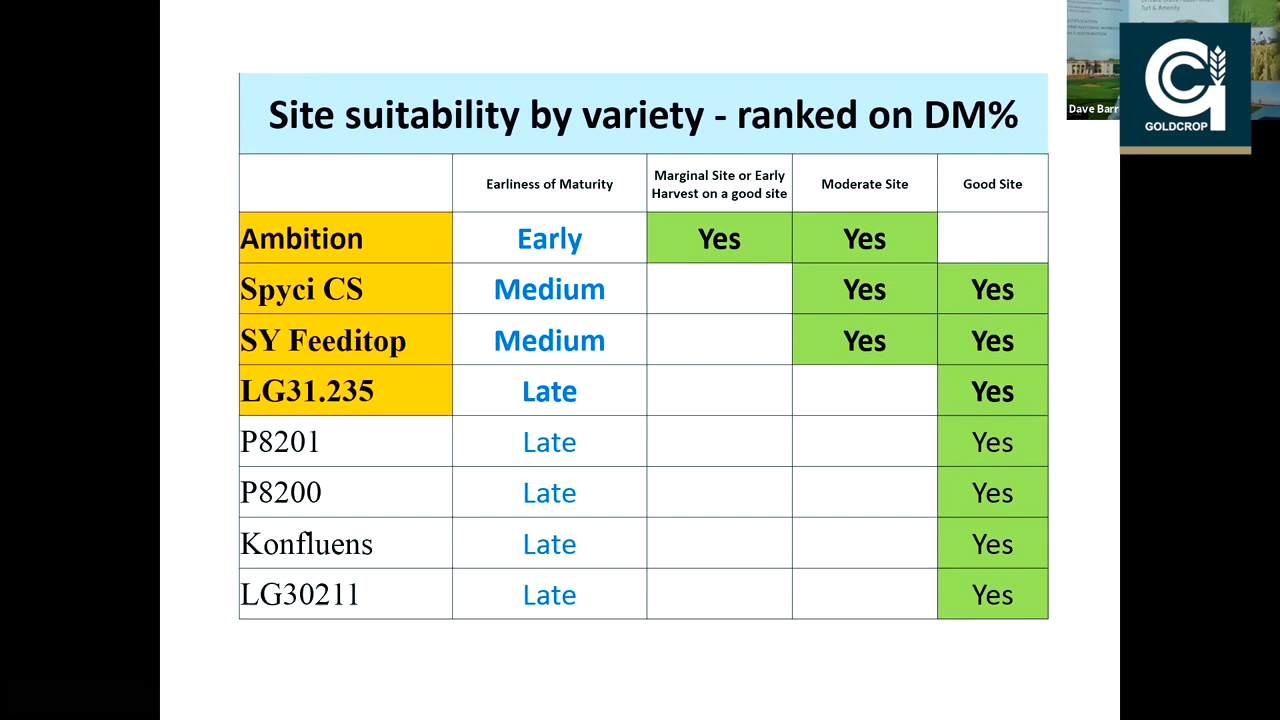 Turf & Amenity
Dave Barr
GOLDCROP
Site suitability by variety - ranked on DM%
Earliness of Maturity
Marginal Site or Early
Harvest on a good site
Moderate Site
Good Site
Ambition Early Yes Yes
Spyci CS Medium Yes Yes
SY Feeditop Medium Yes Yes
LG31.235 Late Yes
P8201 Late Yes
P8200 Late Yes
Konfluens Late Yes
LG30211 Late Yes